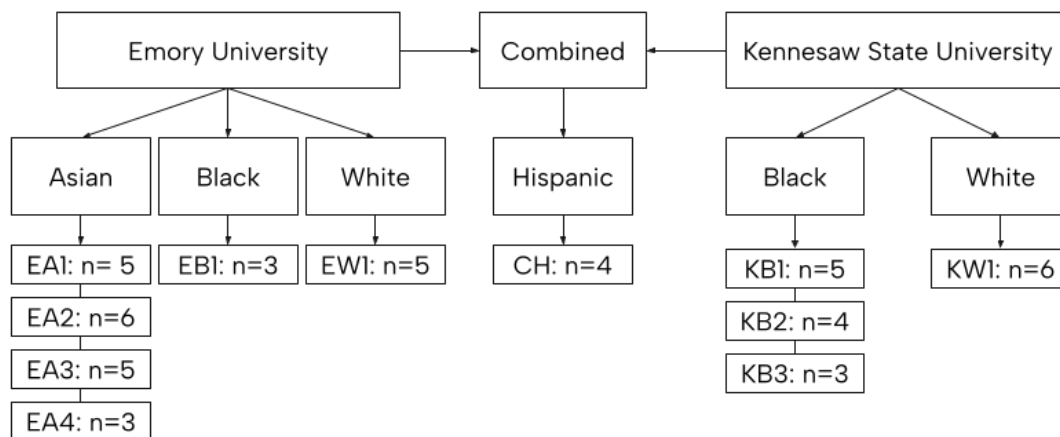 Emory University
Combined
Kennesaw State University
Asian
Black
White
Hispanic
Black
White
EA1: n= 5
EB1: n=3
EW1: n=5
CH: n=4
KB1: n=5
KW1: n=6
EA2: n=6
KB2: n=4
EA3: n=5
KB3: n=3
EA4: n=3